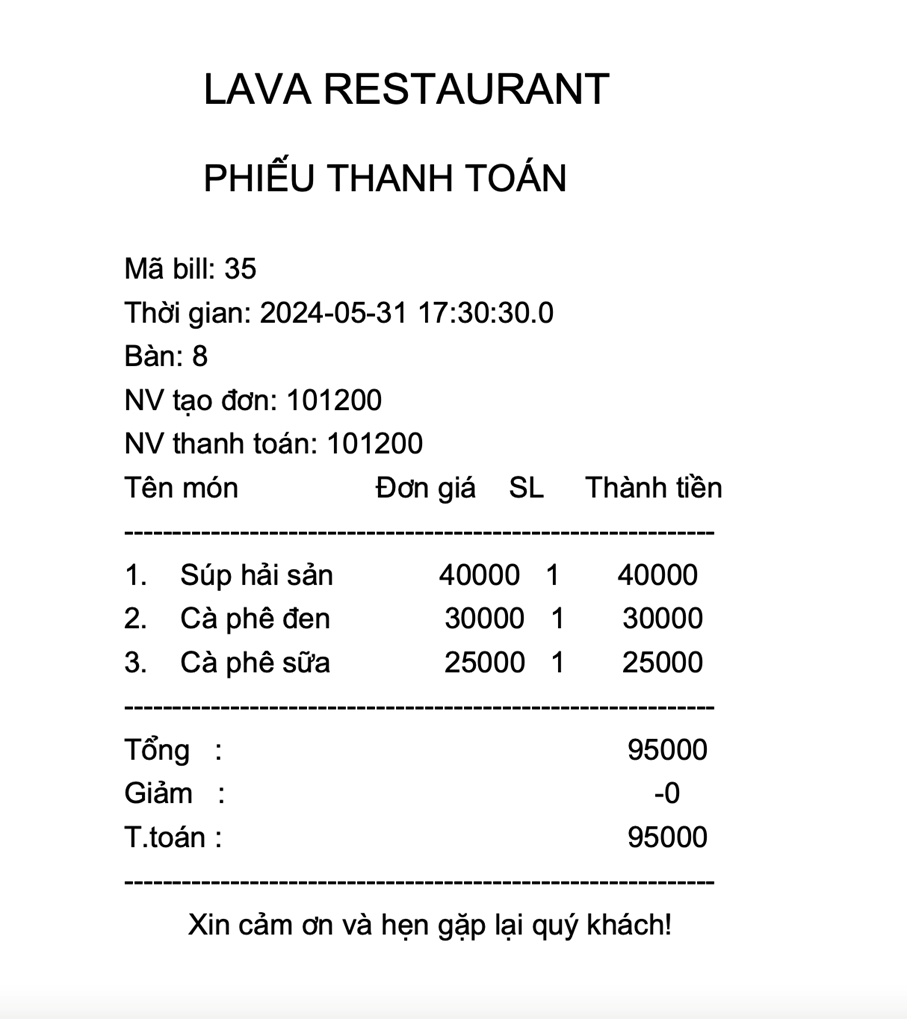 LAVA RESTAURANT
PHIẾU THANH TOÁN
Mã bill: 35
Thời gian: 2024-05-31 17:30:30.0
Bàn: 8
NV tạo đơn: 101200
NV thanh toán: 101200
Tên món Đơn giá SL Thành tiền
--------------------------------------------------------------
1. Súp hải sản 40000 1 40000
2. Cà phê đen 30000 1 30000
3. Cà phê sữa 25000 1 25000
--------------------------------------------------------------
Tổng : 95000
Giảm : -0
T.toán : 95000
--------------------------------------------------------------
Xin cảm ơn và hẹn gặp lại quý khách!